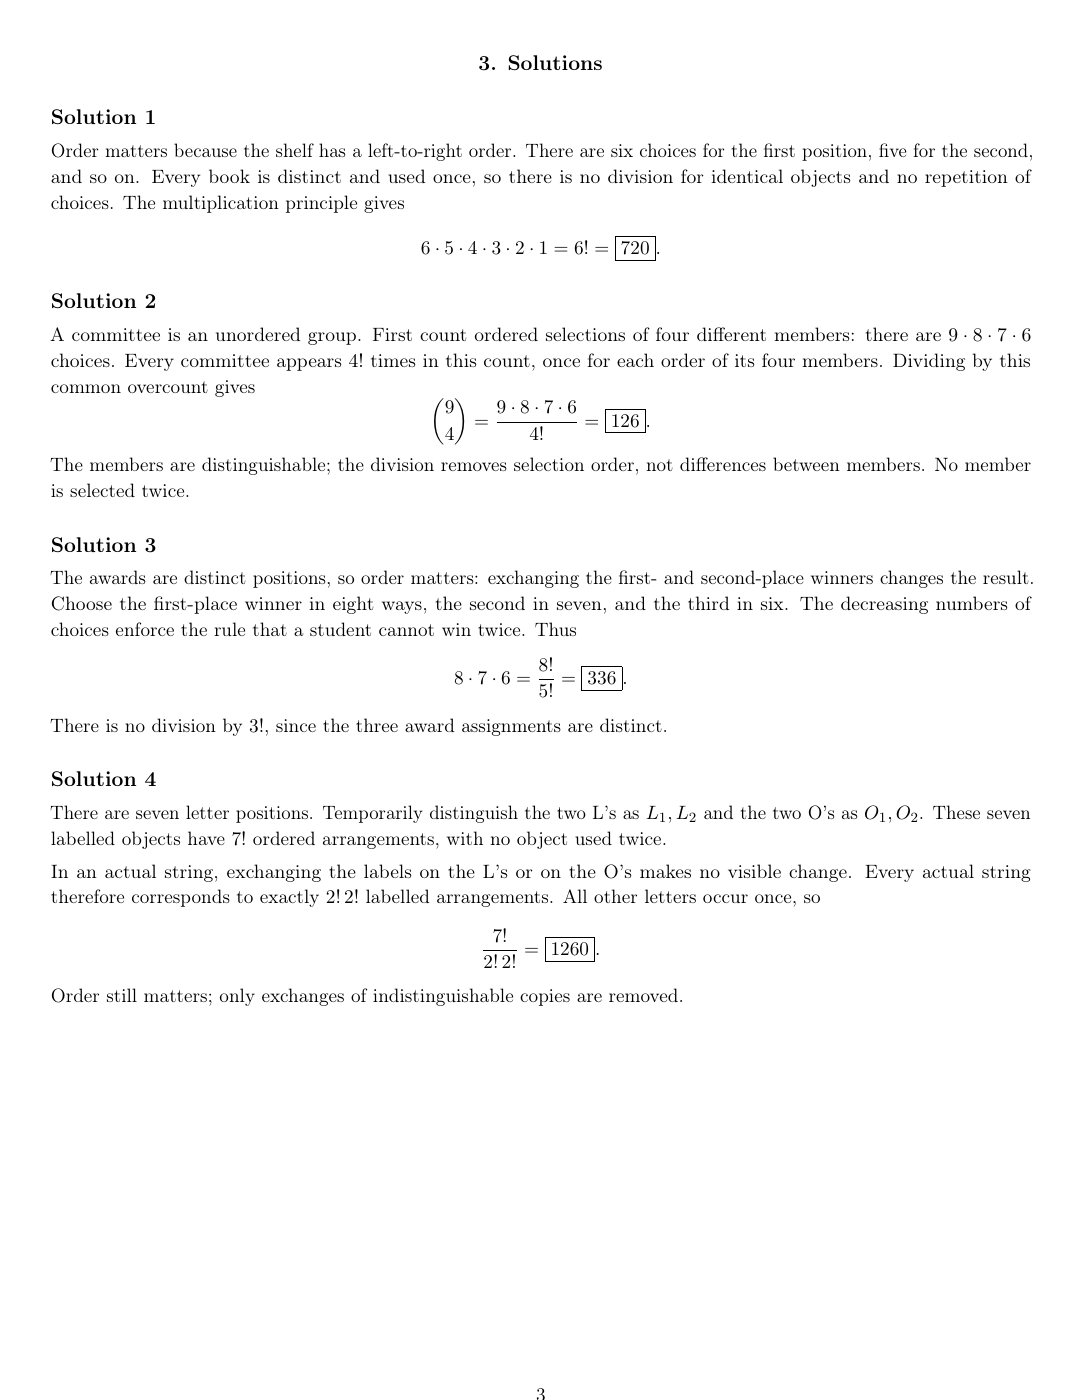 3. Solutions
Solution 1
Order matters because the shelf has a left-to-right order. There are six choices for the first position, five for the second,
and so on. Every book is distinct and used once, so there is no division for identical objects and no repetition of
choices. The multiplication principle gives
6 · 5 · 4 · 3 · 2 · 1 = 6! = 720.
Solution 2
A committee is an unordered group. First count ordered selections of four different members: there are 9 · 8 · 7 · 6
choices. Every committee appears 4! times in this count, once for each order of its four members. Dividing by this
common overcount gives
\binom{9}{4} = \frac{9 · 8 · 7 · 6}{4!} = 126.
The members are distinguishable; the division removes selection order, not differences between members. No member
is selected twice.
Solution 3
The awards are distinct positions, so order matters: exchanging the first- and second-place winners changes the result.
Choose the first-place winner in eight ways, the second in seven, and the third in six. The decreasing numbers of
choices enforce the rule that a student cannot win twice. Thus
8 · 7 · 6 = \frac{8!}{5!} = 336.
There is no division by 3!, since the three award assignments are distinct.
Solution 4
There are seven letter positions. Temporarily distinguish the two L's as L₁, L₂ and the two O's as O₁, O₂. These seven
labelled objects have 7! ordered arrangements, with no object used twice.
In an actual string, exchanging the labels on the L's or on the O's makes no visible change. Every actual string
therefore corresponds to exactly 2! 2! labelled arrangements. All other letters occur once, so
\frac{7!}{2! 2!} = 1260.
Order still matters; only exchanges of indistinguishable copies are removed.
3